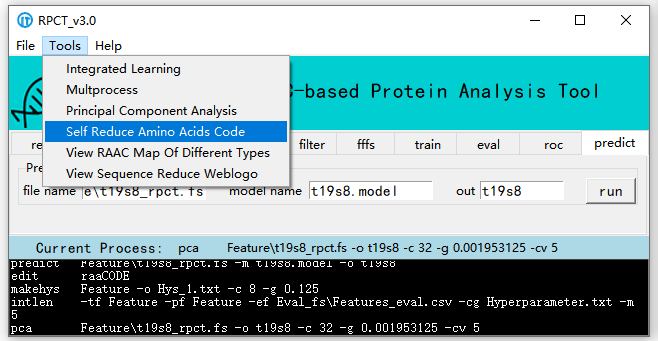 RPCT_v3.0
File Tools Help
Integrated Learning
Multprocess
Principal Component Analysis
Self Reduce Amino Acids Code
View RAAC Map Of Different Types
View Sequence Reduce Weblogo
-based Protein Analysis Tool
re filter fffs train eval roc predict
Pre
file name e\t19s8_rpct.fs model name t19s8.model out t19s8 run
Current Process: pca Feature\t19s8_rpct.fs -o t19s8 -c 32 -g 0.001953125 -cv 5
predict Feature\t19s8_rpct.fs -m t19s8.model -o t19s8
edit raaCODE
makehys Feature -o Hys_1.txt -c 8 -g 0.125
intlen -tf Feature -pf Feature -ef Eval_fs\Features_eval.csv -cg Hyperparameter.txt -m
5
pca Feature\t19s8_rpct.fs -o t19s8 -c 32 -g 0.001953125 -cv 5